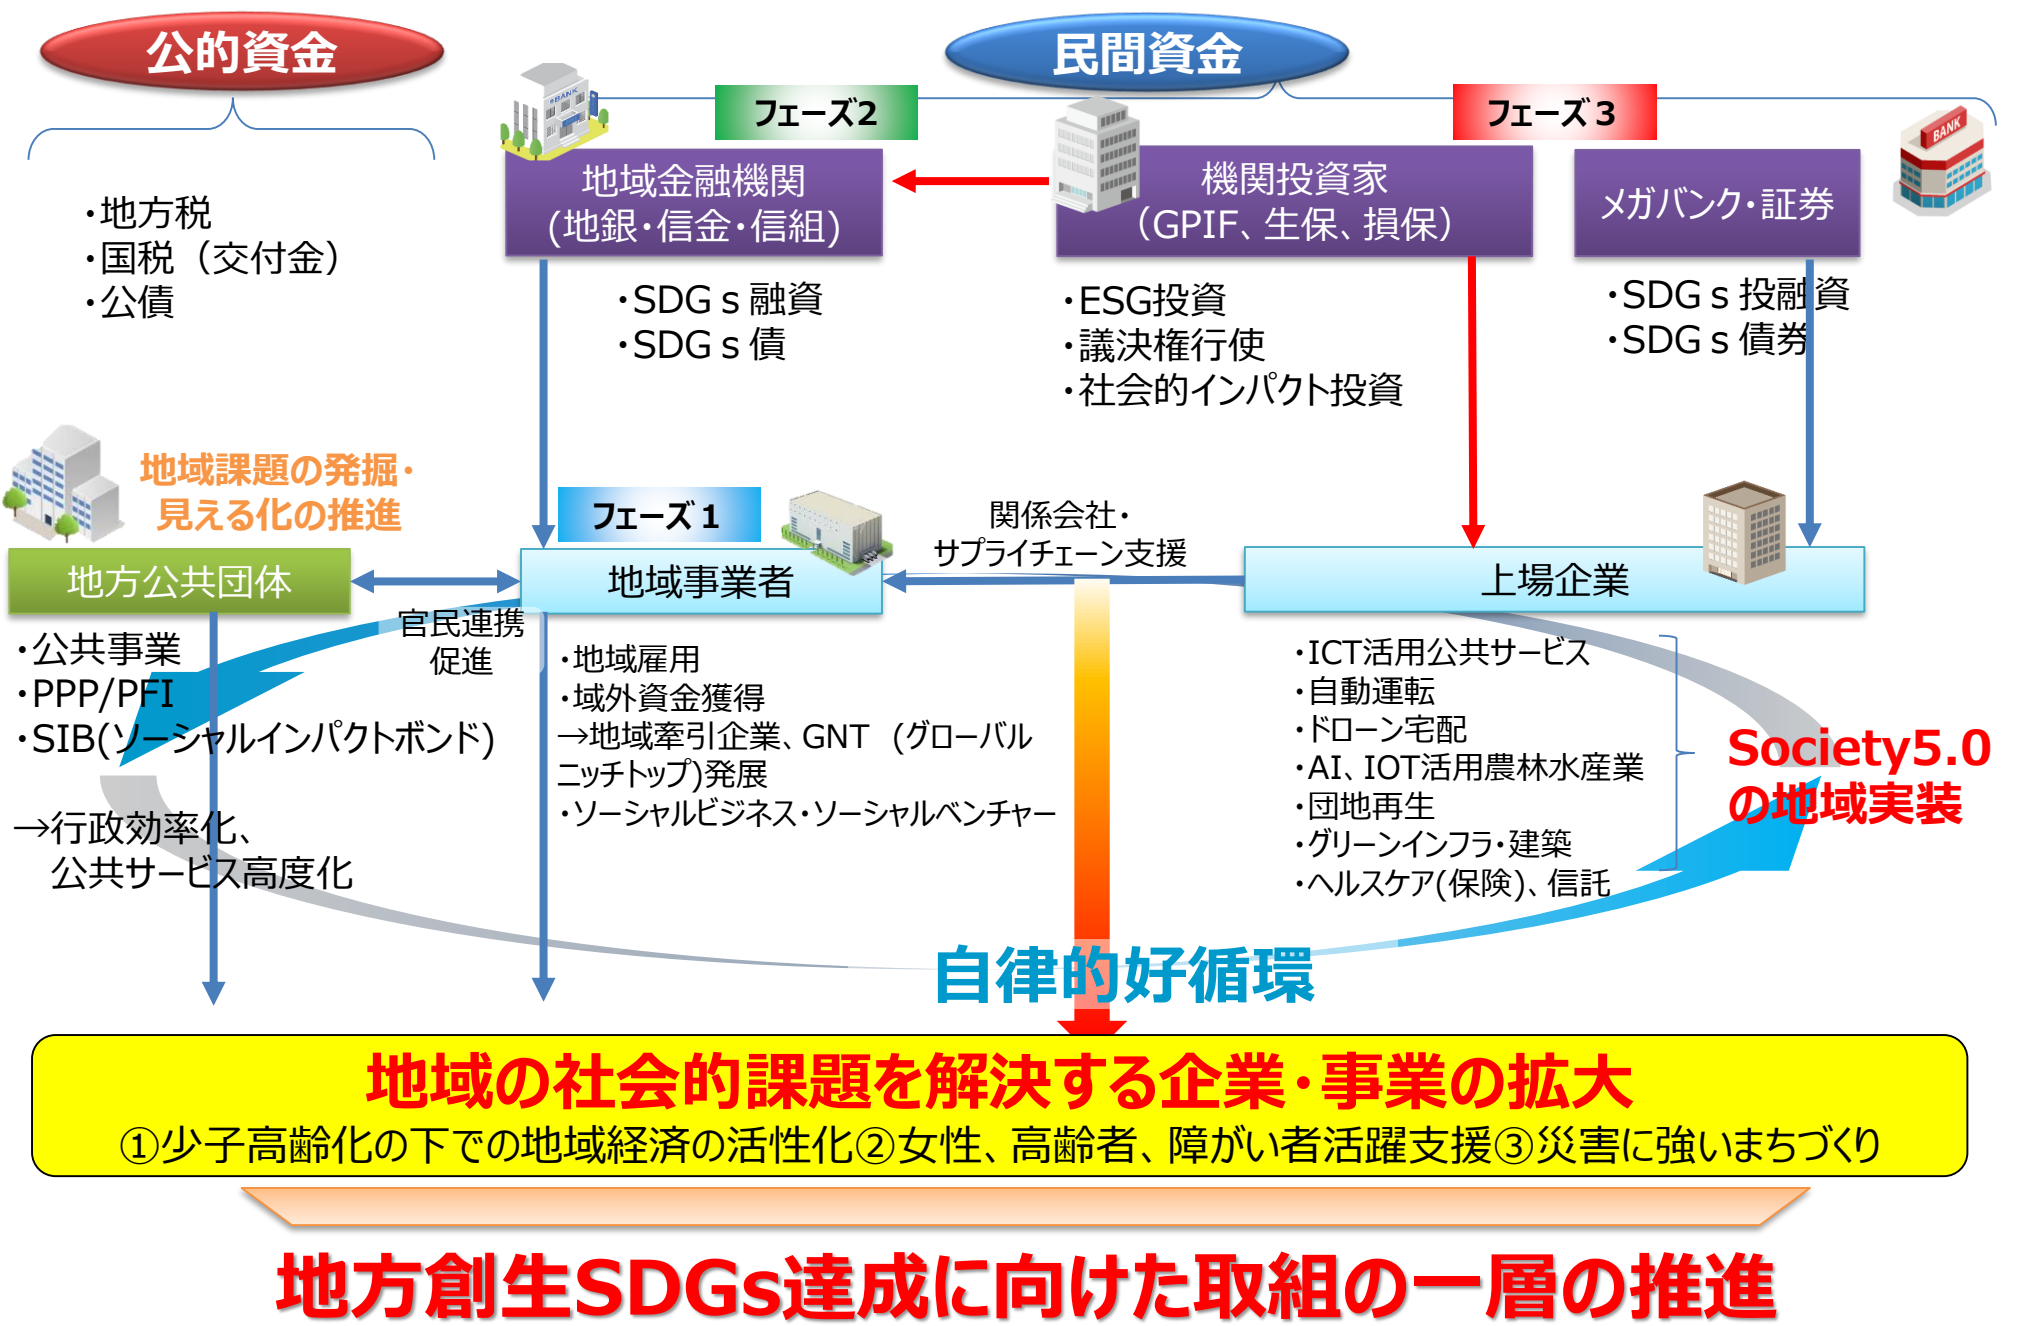 公的資金
民間資金
フェーズ2
フェーズ３
BANK
BANK
・地方税
・国税（交付金）
・公債
地域金融機関
(地銀・信金・信組)
機関投資家
（GPIF、生保、損保）
メガバンク・証券
・SDGｓ融資
・SDGｓ債
・ESG投資
・議決権行使
・社会的インパクト投資
・SDGｓ投融資
・SDGｓ債券
地域課題の発掘・
見える化の推進
フェーズ１
関係会社・
サプライチェーン支援
地方公共団体
地域事業者
上場企業
官民連携
促進
・公共事業
・PPP/PFI
・SIB(ソーシャルインパクトボンド)
→行政効率化、
公共サービス高度化
・地域雇用
・域外資金獲得
→地域牽引企業、GNT　(グローバル
ニッチトップ)発展
・ソーシャルビジネス・ソーシャルベンチャー
・ICT活用公共サービス
・自動運転
・ドローン宅配
・AI、IOT活用農林水産業
・団地再生
・グリーンインフラ・建築
・ヘルスケア(保険)、信託
Society5.0
の地域実装
自律的好循環
地域の社会的課題を解決する企業・事業の拡大
①少子高齢化の下での地域経済の活性化②女性、高齢者、障がい者活躍支援③災害に強いまちづくり
地方創生SDGs達成に向けた取組の一層の推進